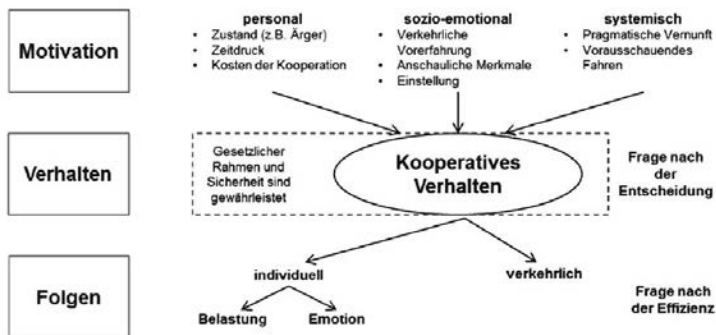 Motivation
personal
• Zustand (z.B. Ärger)
• Zeitdruck
• Kosten der Kooperation
sozio-emotional
• Verkehrliche
Vorerfahrung
• Anschauliche Merkmale
• Einstellung
systemisch
• Pragmatische Vernunft
• Vorausschauendes
Fahren
Verhalten
Gesetzlicher
Rahmen und
Sicherheit sind
gewährleistet
Kooperatives
Verhalten
Frage nach
der
Entscheidung
Folgen
individuell
verkehrlich
Belastung
Emotion
Frage nach
der Effizienz